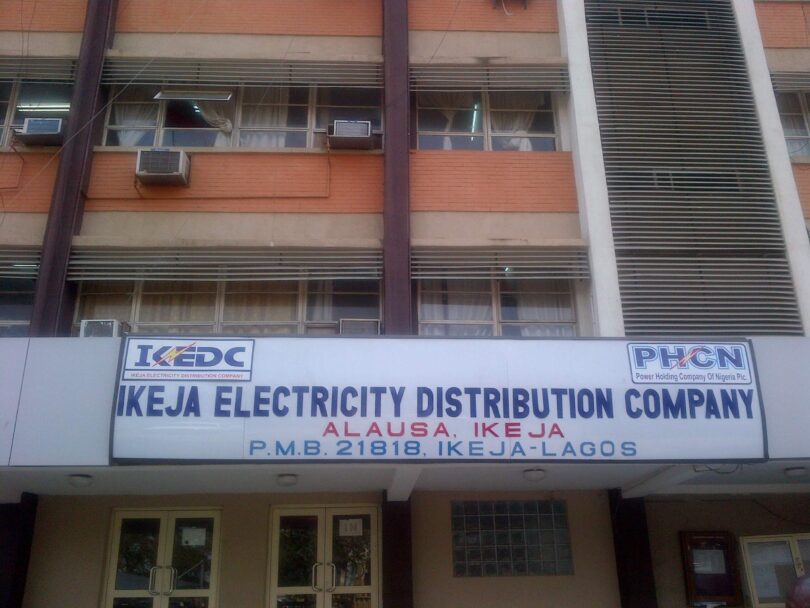 IKEDC
IKEJA ELECTRICITY DISTRIBUTION COMPANY
PHCN
Power Holding Company Of Nigeria Plc.
IKEJA ELECTRICITY DISTRIBUTION COMPANY
ALAUSA, IKEJA
P.M.B. 21818, IKEJA-LAGOS
IN